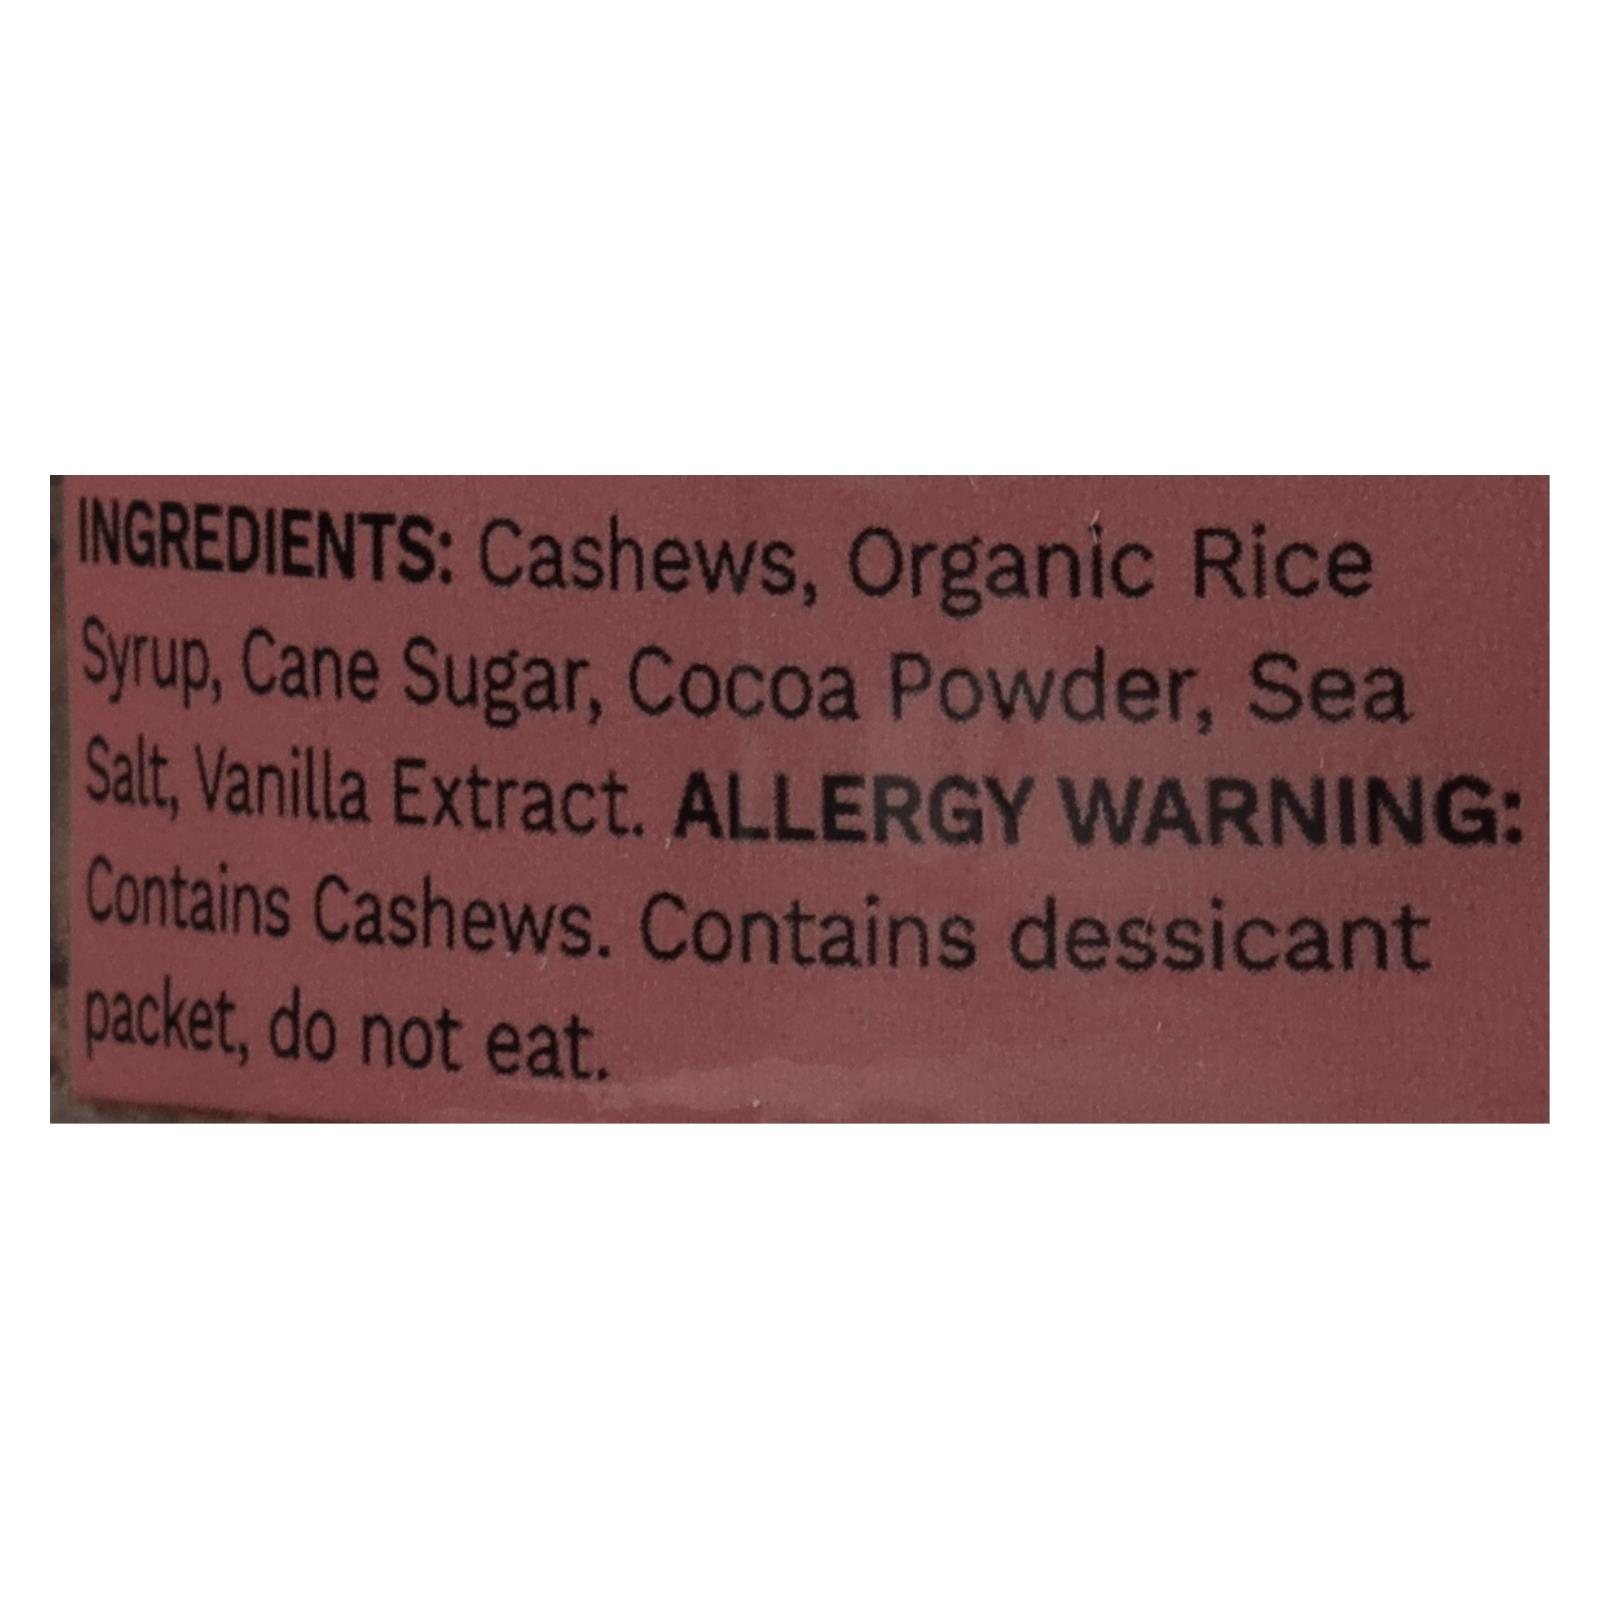 INGREDIENTS: Cashews, Organic Rice
Syrup, Cane Sugar, Cocoa Powder, Sea
Salt, Vanilla Extract. ALLERGY WARNING:
Contains Cashews. Contains dessicant
packet, do not eat.